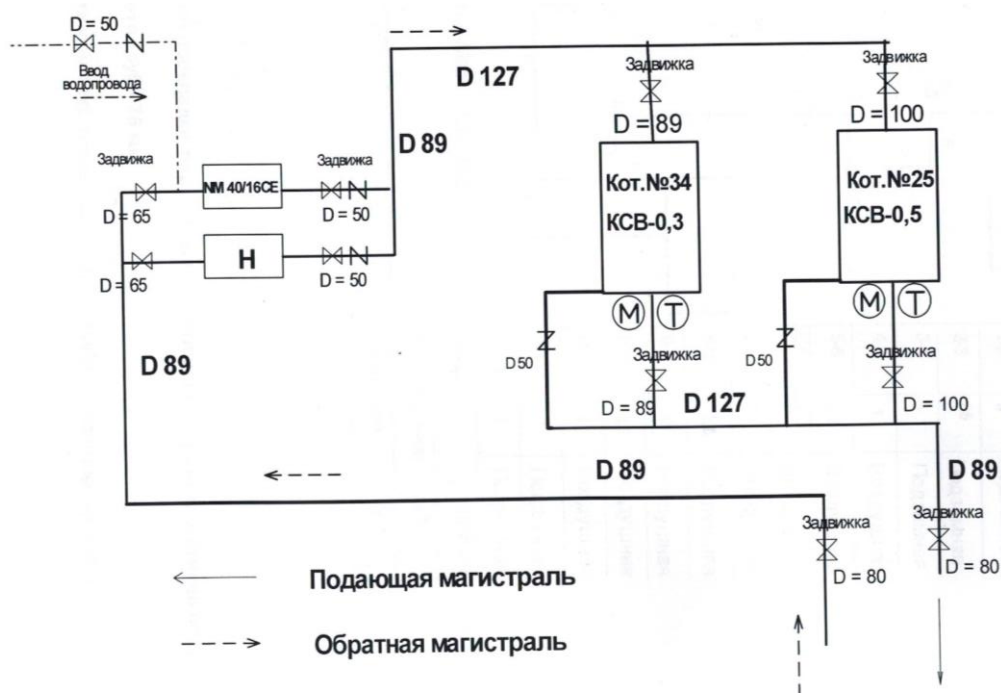 D = 50
Ввод
водопровода
D 127
D 89
Задвижка
D = 89
Задвижка
D = 100
Задвижка
NM 40/16CE
Задвижка
D = 65
D = 50
Н
D = 65
D = 50
Кот.№34
КСВ-0,3
Кот.№25
КСВ-0,5
М
Т
М
Т
D 89
D50
Задвижка
D = 89
D 127
D50
Задвижка
D = 100
D 89
D 89
Задвижка
D = 80
Задвижка
D = 80
Подающая магистраль
Обратная магистраль